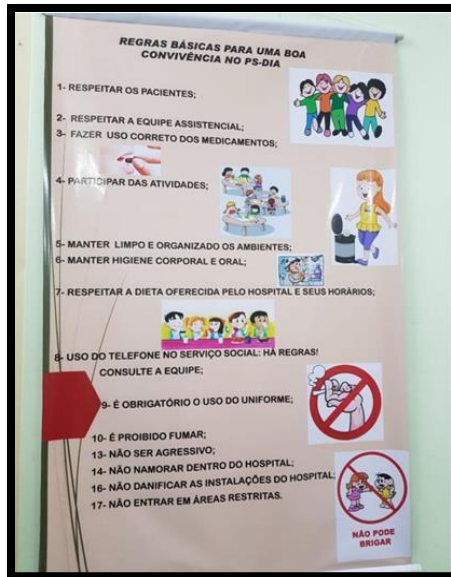 REGRAS BÁSICAS PARA UMA BOA
CONVIVÊNCIA NO PS-DIA
1- RESPEITAR OS PACIENTES;
2- RESPEITAR A EQUIPE ASSISTENCIAL;
3- FAZER USO CORRETO DOS MEDICAMENTOS;
4- PARTICIPAR DAS ATIVIDADES;
5- MANTER LIMPO E ORGANIZADO OS AMBIENTES;
6- MANTER HIGIENE CORPORAL E ORAL;
7- RESPEITAR A DIETA OFERECIDA PELO HOSPITAL E SEUS HORÁRIOS;
8- USO DO TELEFONE NO SERVIÇO SOCIAL: HÁ REGRAS!
CONSULTE A EQUIPE;
9- É OBRIGATÓRIO O USO DO UNIFORME;
10- É PROIBIDO FUMAR;
13- NÃO SER AGRESSIVO;
14- NÃO NAMORAR DENTRO DO HOSPITAL;
16- NÃO DANIFICAR AS INSTALAÇÕES DO HOSPITAL;
17- NÃO ENTRAR EM ÁREAS RESTRITAS.
NÃO PODE
BRIGAR